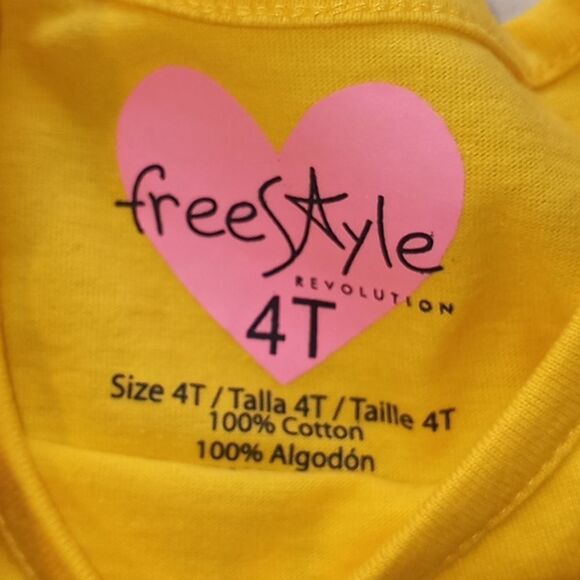 freestyle
REVOLUTION
4T
Size 4T / Talla 4T / Taille 4T
100% Cotton
100% Algodón